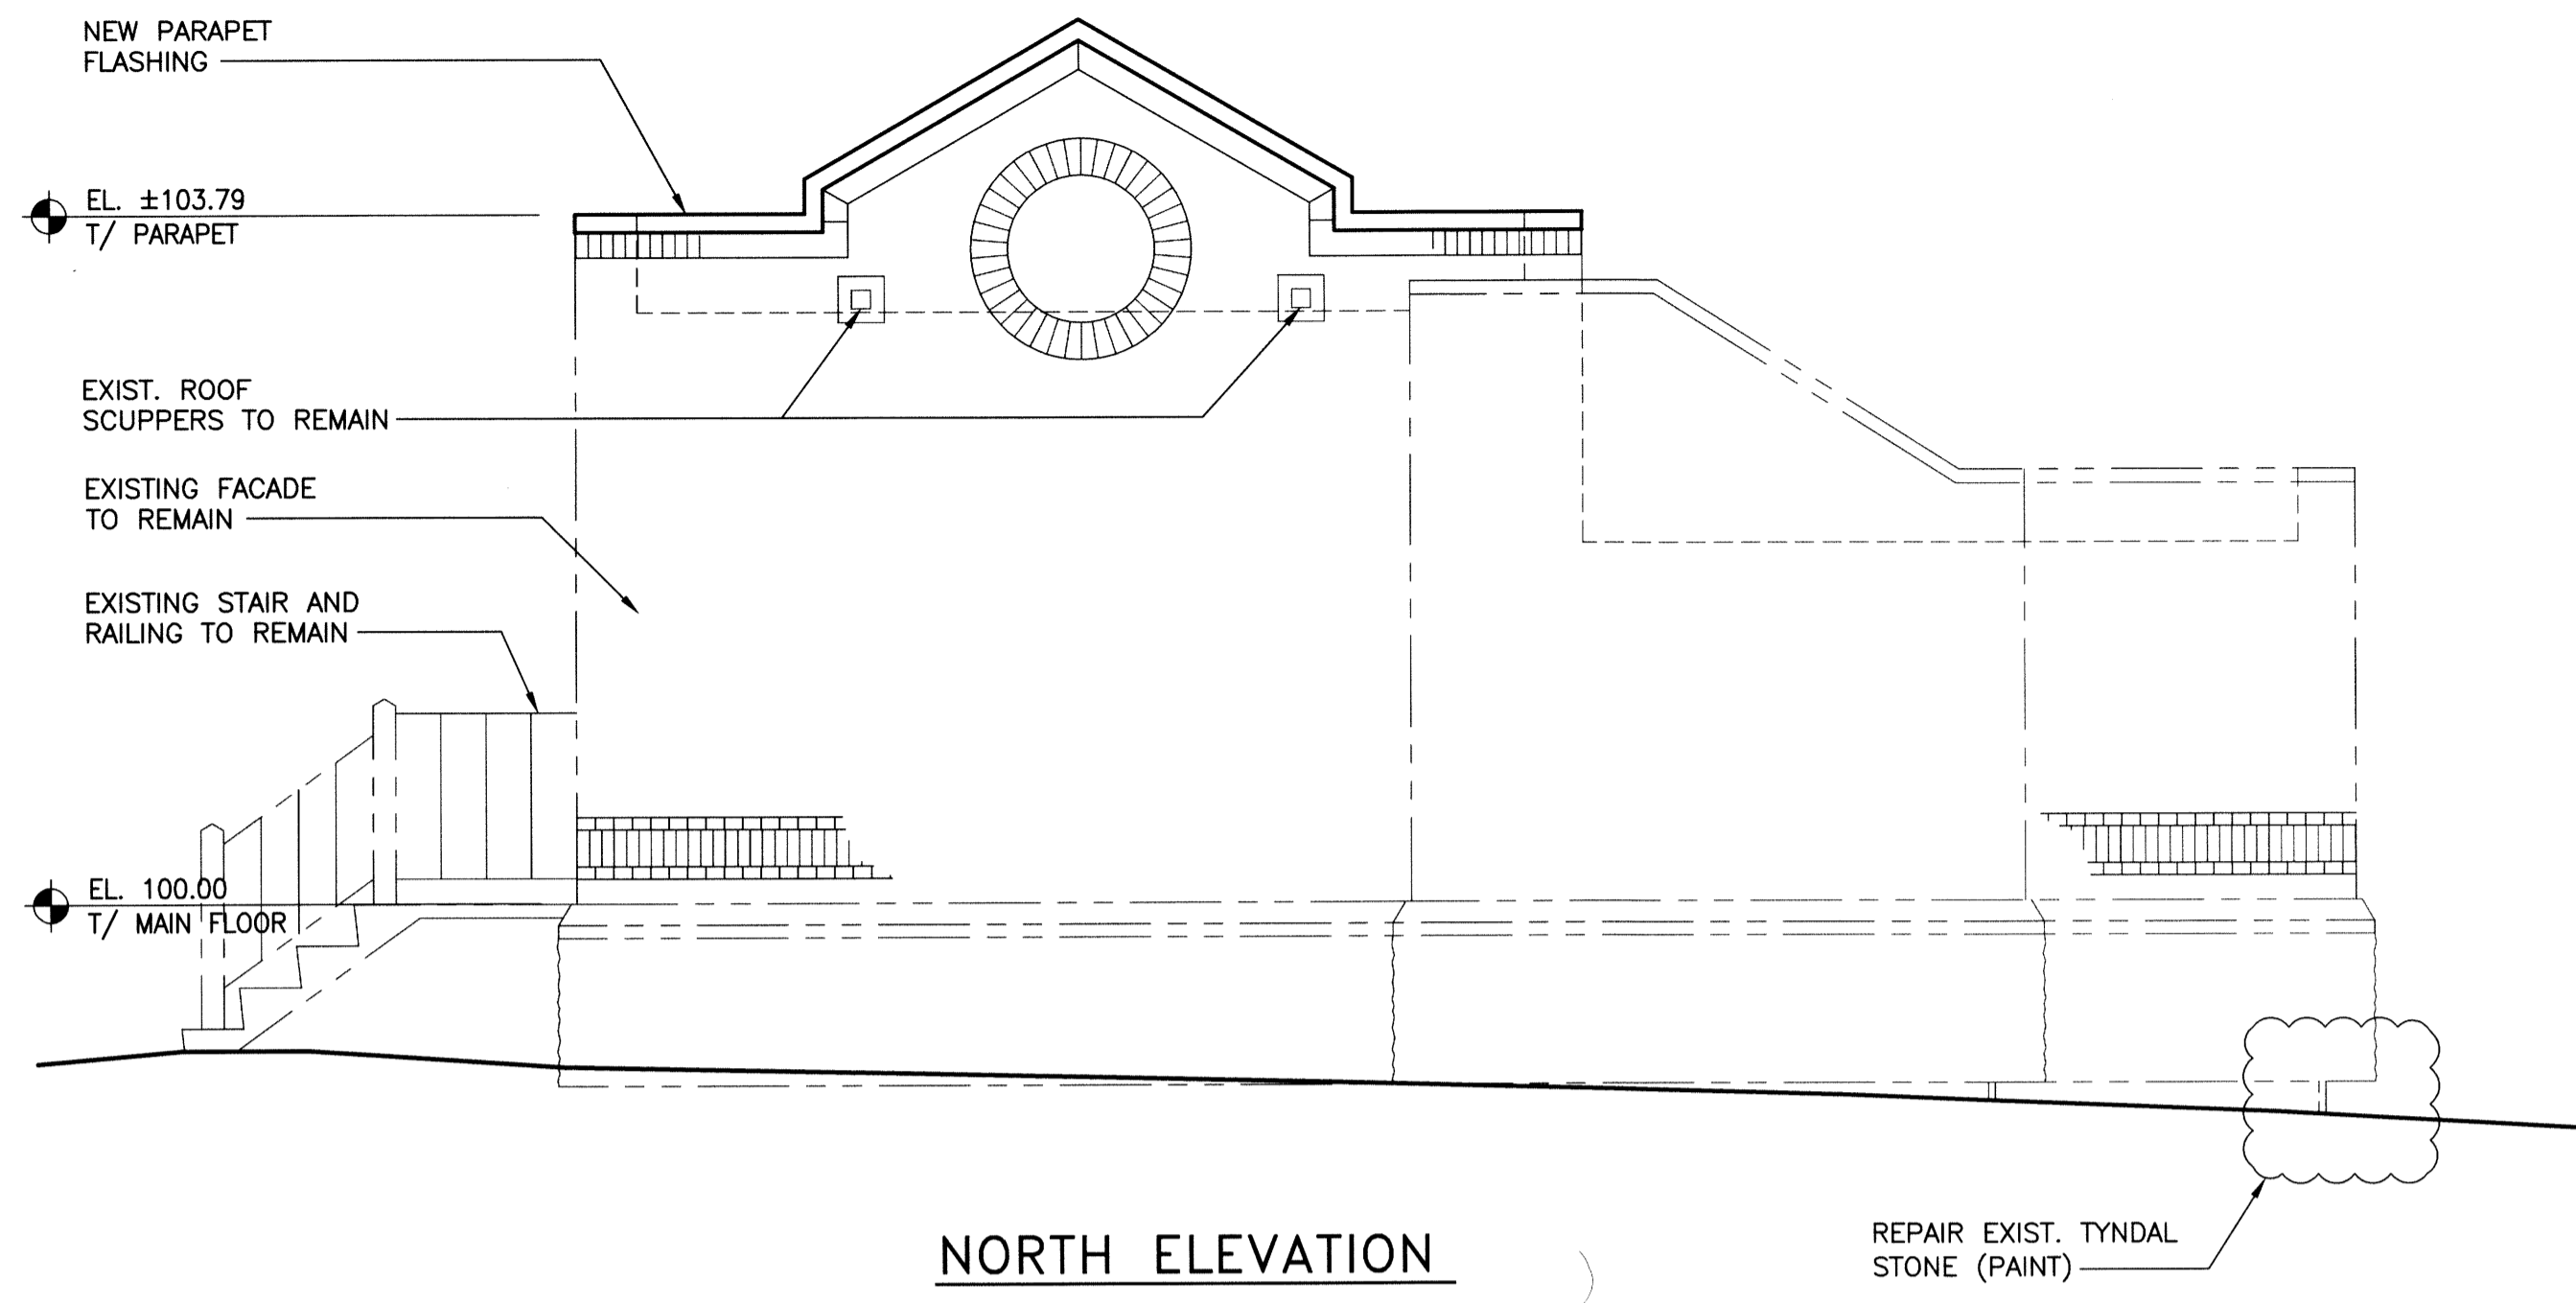 NEW PARAPET
FLASHING
EL. ±103.79
T/ PARAPET
EXIST. ROOF
SCUPPERS TO REMAIN
EXISTING FACADE
TO REMAIN
EXISTING STAIR AND
RAILING TO REMAIN
EL. 100.00
T/ MAIN FLOOR
REPAIR EXIST. TYNDAL
STONE (PAINT)
NORTH ELEVATION